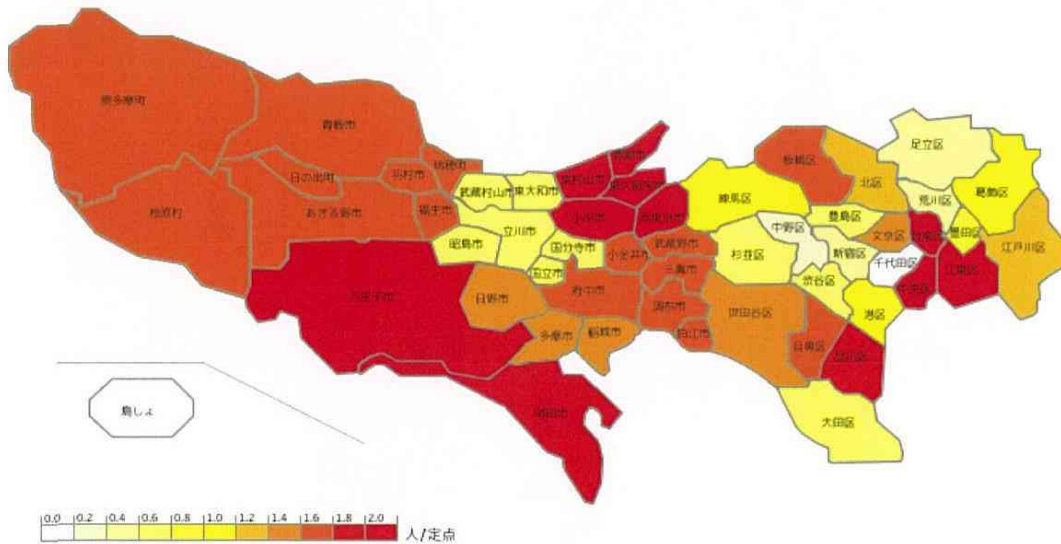 奥多摩町
青梅市
日の出町
羽村市
瑞穂町
檜原村
あきる野市
福生市
武蔵村山市
東大和市
東村山市
清瀬市
東久留米市
小平市
西東京市
昭島市
立川市
国分寺市
国立市
小金井市
武蔵野市
三鷹市
府中市
調布市
狛江市
八王子市
日野市
多摩市
稲城市
町田市
練馬区
板橋区
北区
足立区
葛飾区
荒川区
豊島区
中野区
文京区
台東区
墨田区
江戸川区
杉並区
新宿区
千代田区
江東区
渋谷区
中央区
港区
世田谷区
目黒区
品川区
大田区
島しょ
0.0 0.2 0.4 0.6 0.8 1.0 1.2 1.4 1.6 1.8 2.0
人/定点